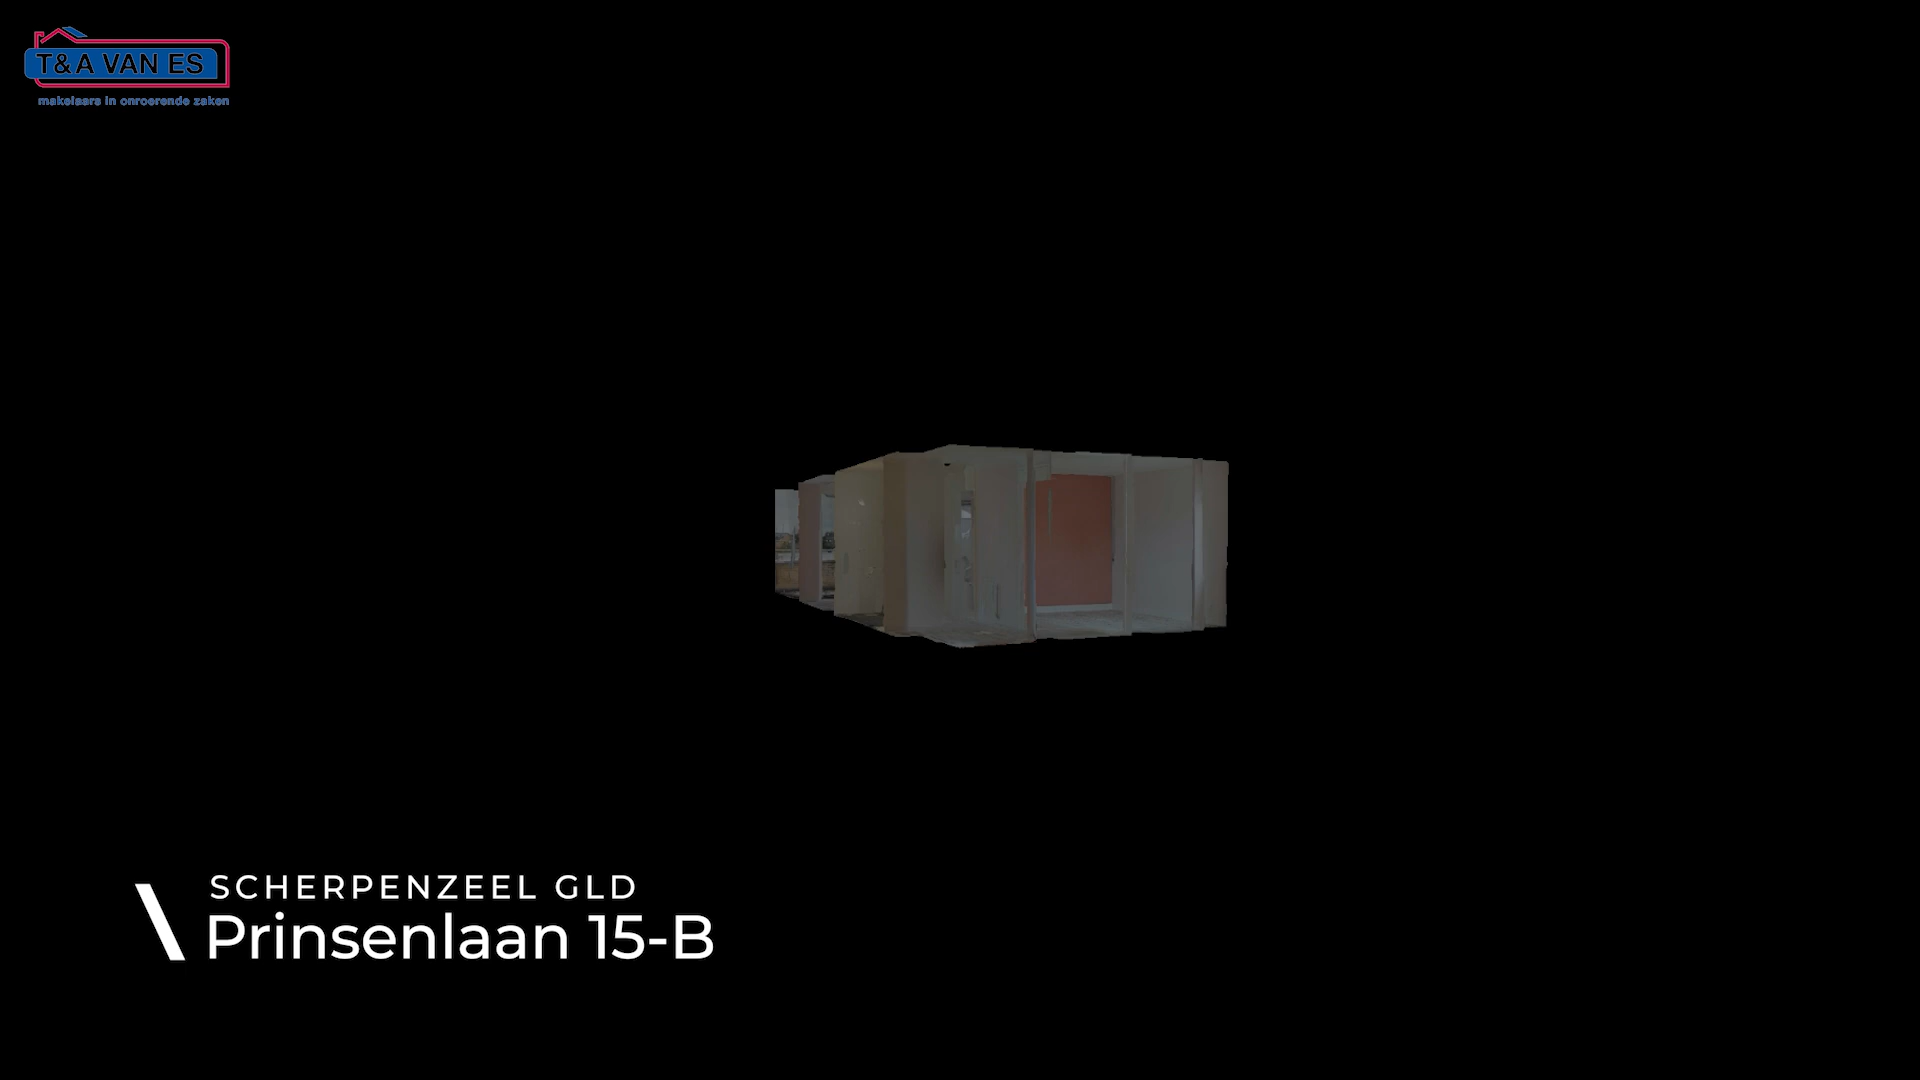 T&A VAN ES
makelaars in onroerende zaken
SCHERPENZEEL GLD
Prinsenlaan 15-B